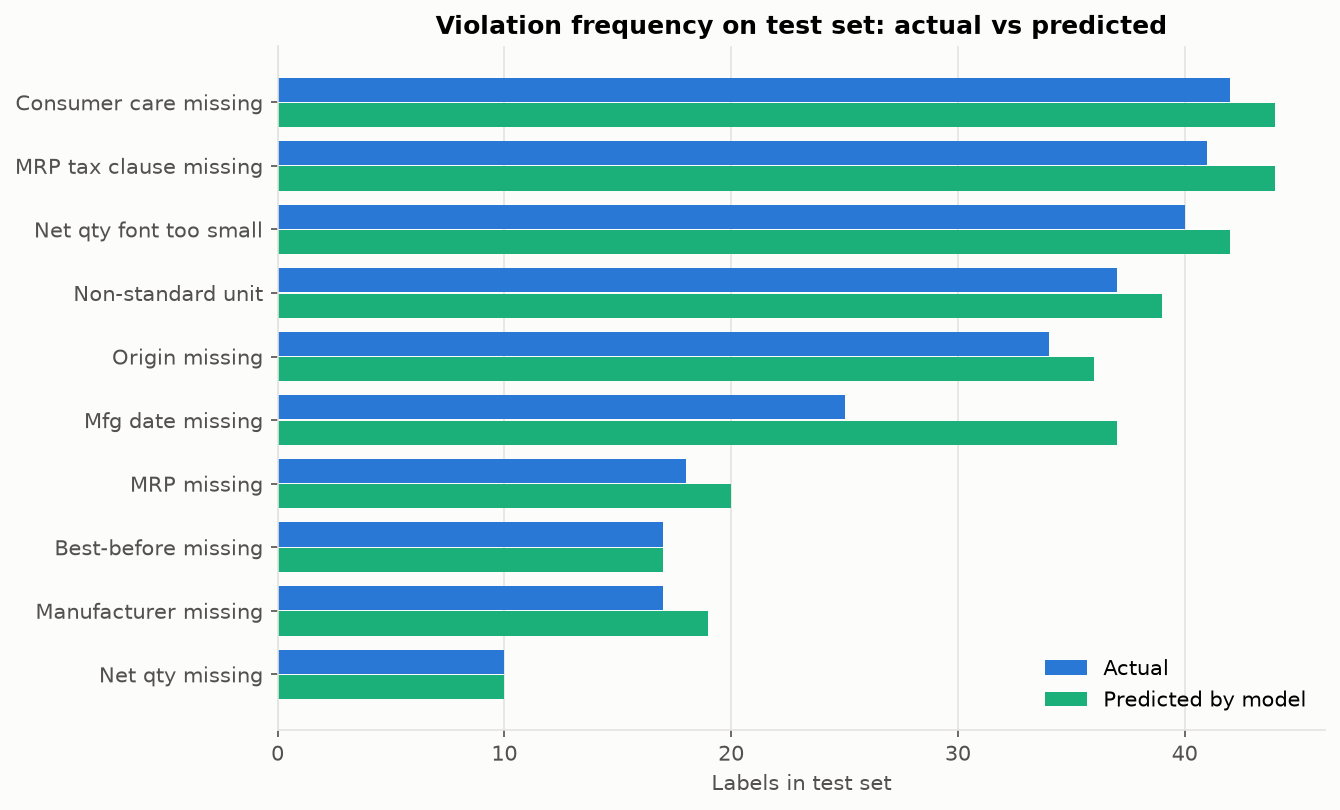 Violation frequency on test set: actual vs predicted
Consumer care missing
MRP tax clause missing
Net qty font too small
Non-standard unit
Origin missing
Mfg date missing
MRP missing
Best-before missing
Manufacturer missing
Net qty missing
Actual
Predicted by model
0 10 20 30 40
Labels in test set